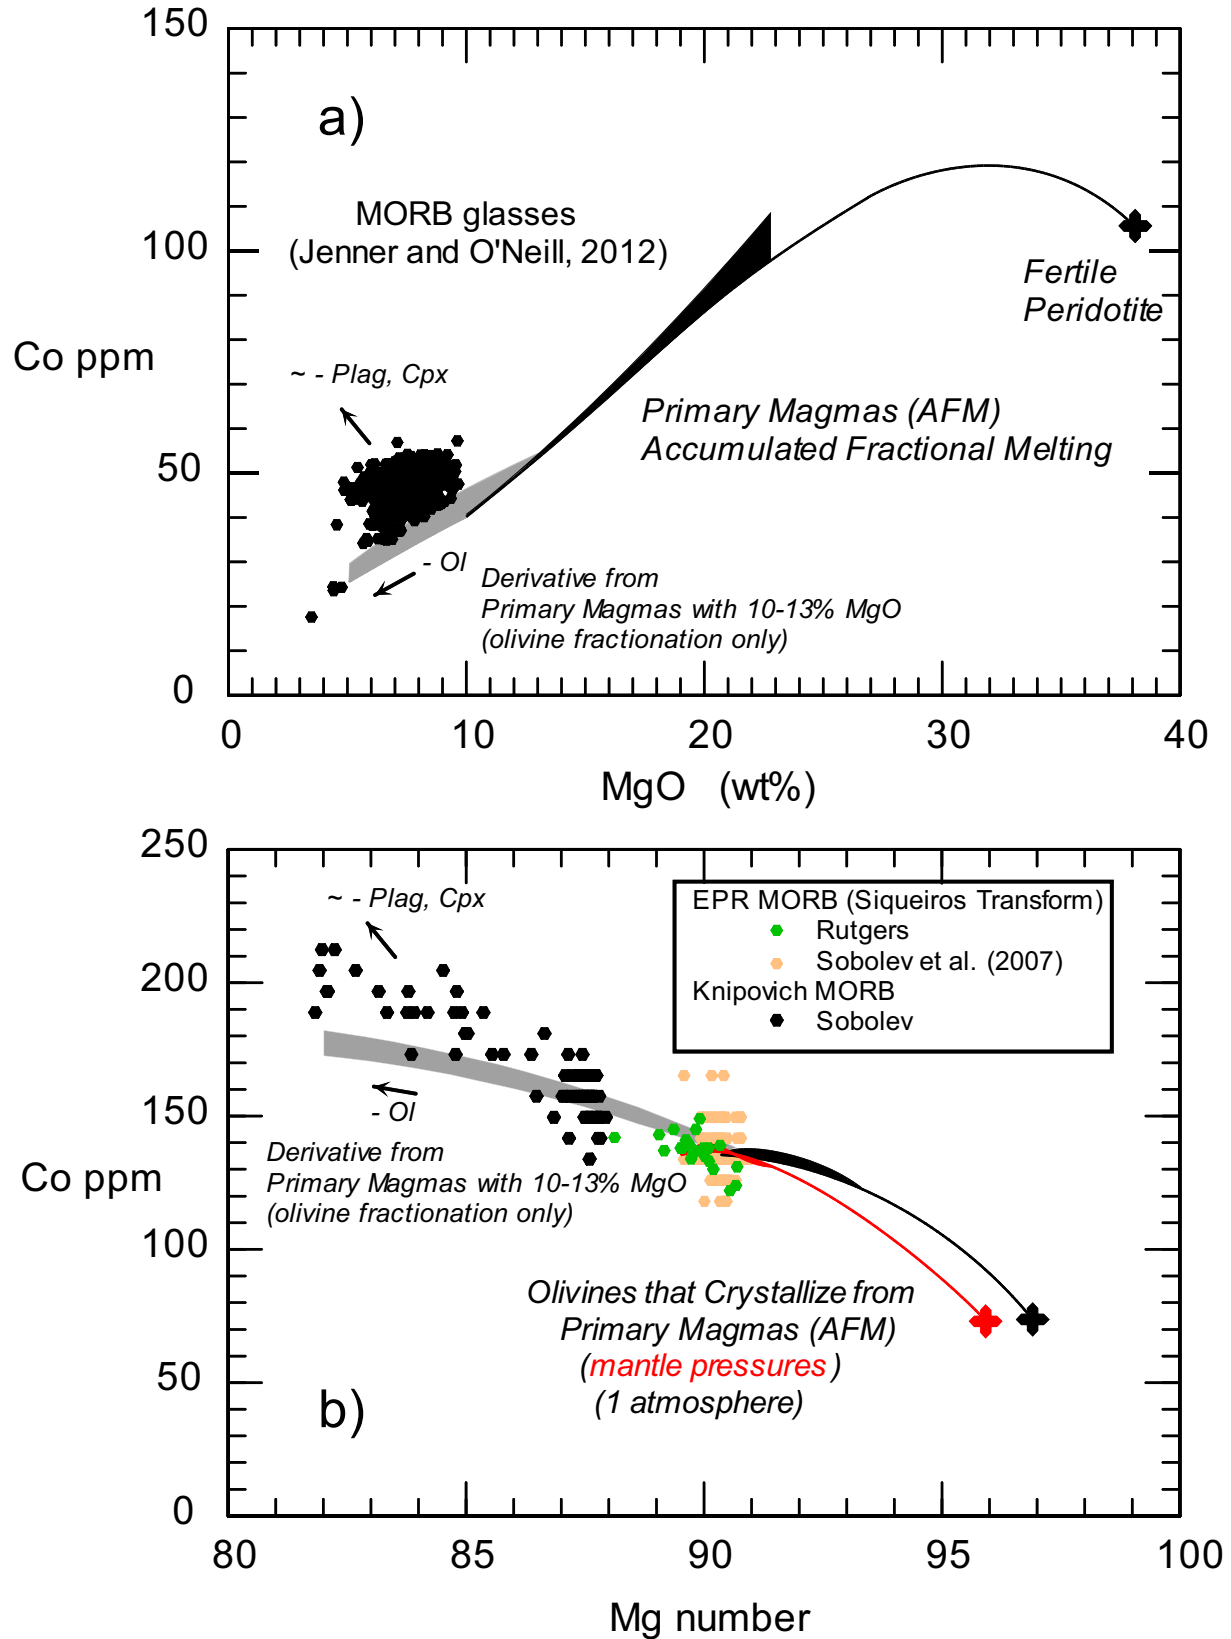 150
a)
MORB glasses
(Jenner and O'Neill, 2012)
100
Fertile
Peridotite
Co ppm
~ - Plag, Cpx
Primary Magmas (AFM)
Accumulated Fractional Melting
50
- Ol
Derivative from
Primary Magmas with 10-13% MgO
(olivine fractionation only)
0
0 10 20 30 40
MgO (wt%)
250
~ - Plag, Cpx
EPR MORB (Siqueiros Transform)
Rutgers
Sobolev et al. (2007)
Knipovich MORB
Sobolev
200
150
- Ol
Derivative from
Primary Magmas with 10-13% MgO
(olivine fractionation only)
Co ppm
100
Olivines that Crystallize from
Primary Magmas (AFM)
(mantle pressures)
(1 atmosphere)
50
b)
0
80 85 90 95 100
Mg number